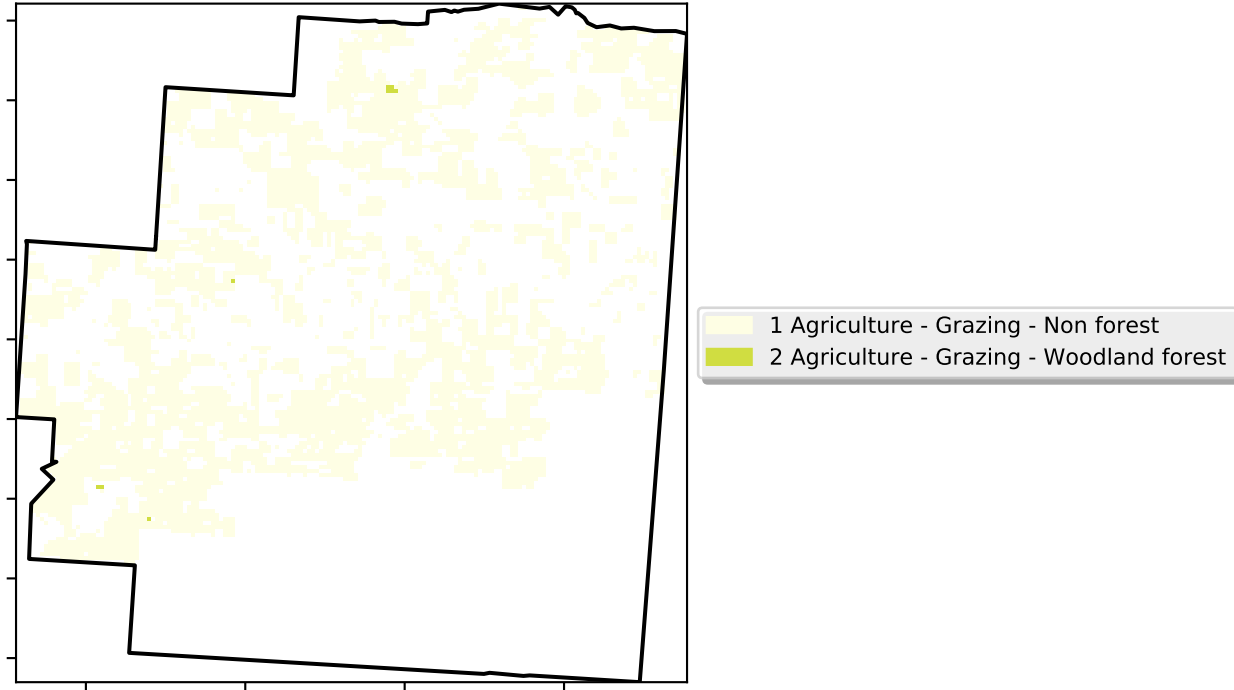 1 Agriculture - Grazing - Non forest
2 Agriculture - Grazing - Woodland forest